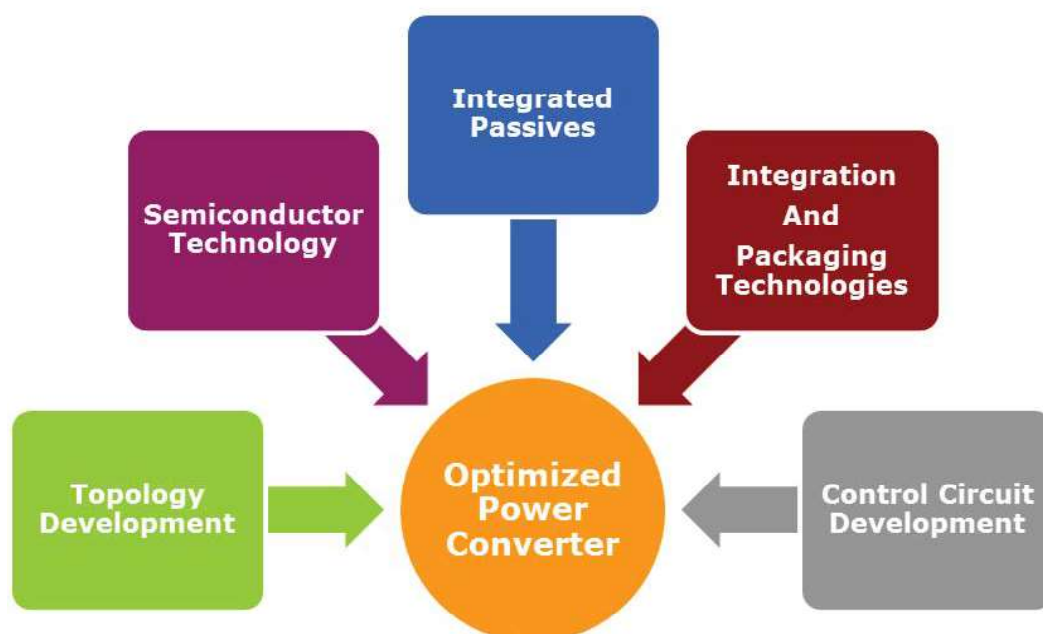 Integrated
Passives
Semiconductor
Technology
Integration
And
Packaging
Technologies
Topology
Development
Optimized
Power
Converter
Control Circuit
Development